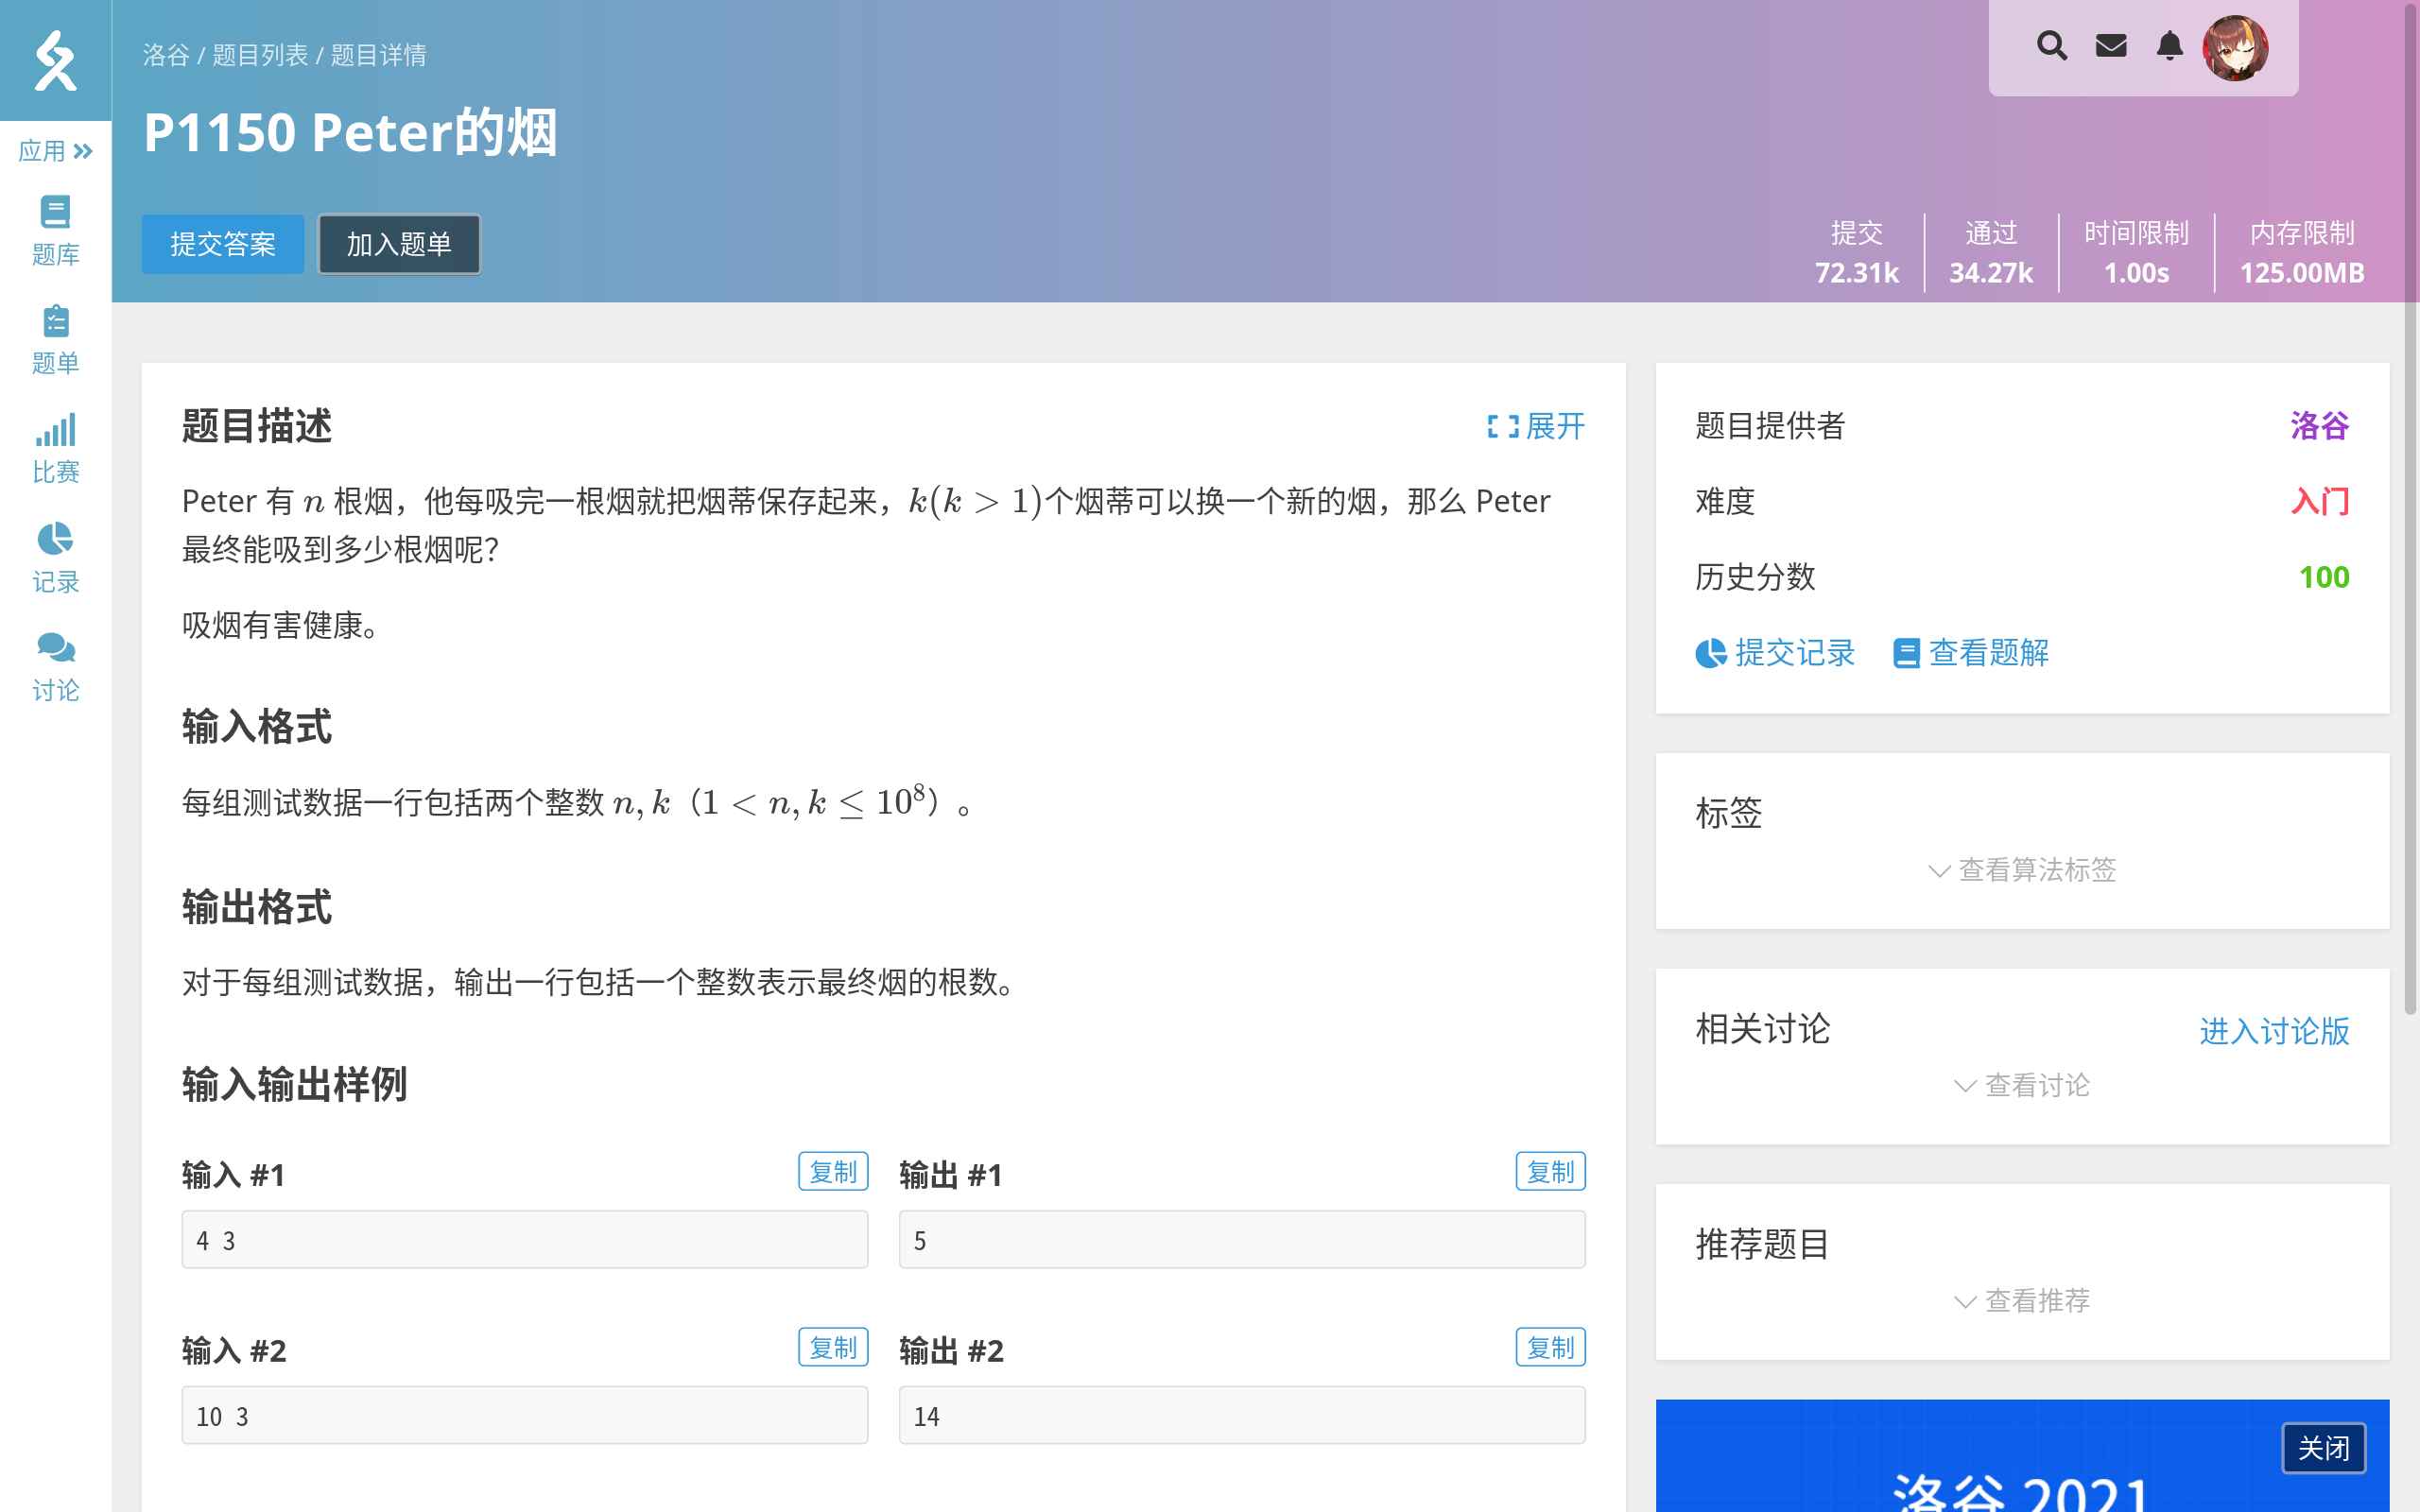 洛谷 / 题目列表 / 题目详情
P1150 Peter的烟
提交答案
加入题单
提交
72.31k
通过
34.27k
时间限制
1.00s
内存限制
125.00MB
应用
题库
题单
比赛
记录
讨论
题目描述
展开
Peter 有 n 根烟，他每吸完一根烟就把烟蒂保存起来，k(k > 1)个烟蒂可以换一个新的烟，那么 Peter
最终能吸到多少根烟呢？
吸烟有害健康。
输入格式
每组测试数据一行包括两个整数 n, k（1 < n, k ≤ 10⁸）。
输出格式
对于每组测试数据，输出一行包括一个整数表示最终烟的根数。
输入输出样例
输入 #1
复制
4 3
输出 #1
复制
5
输入 #2
复制
10 3
输出 #2
复制
14
题目提供者
洛谷
难度
入门
历史分数
100
提交记录
查看题解
标签
查看算法标签
相关讨论
进入讨论版
查看讨论
推荐题目
查看推荐
关闭
洛谷 2021